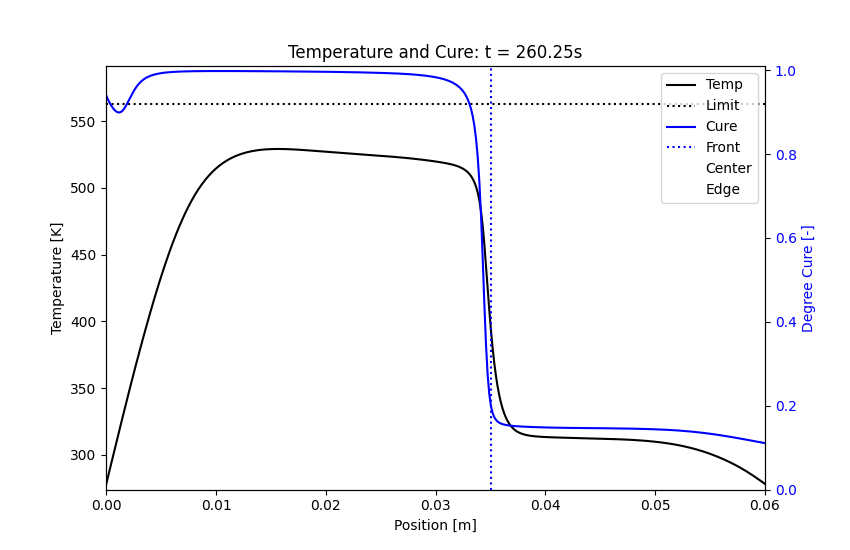 Temperature and Cure: t = 260.25s
Temp
Limit
Cure
Front
Center
Edge
Temperature [K]
550
500
450
400
350
300
Degree Cure [-]
1.0
0.8
0.6
0.4
0.2
0.0
0.00 0.01 0.02 0.03 0.04 0.05 0.06
Position [m]